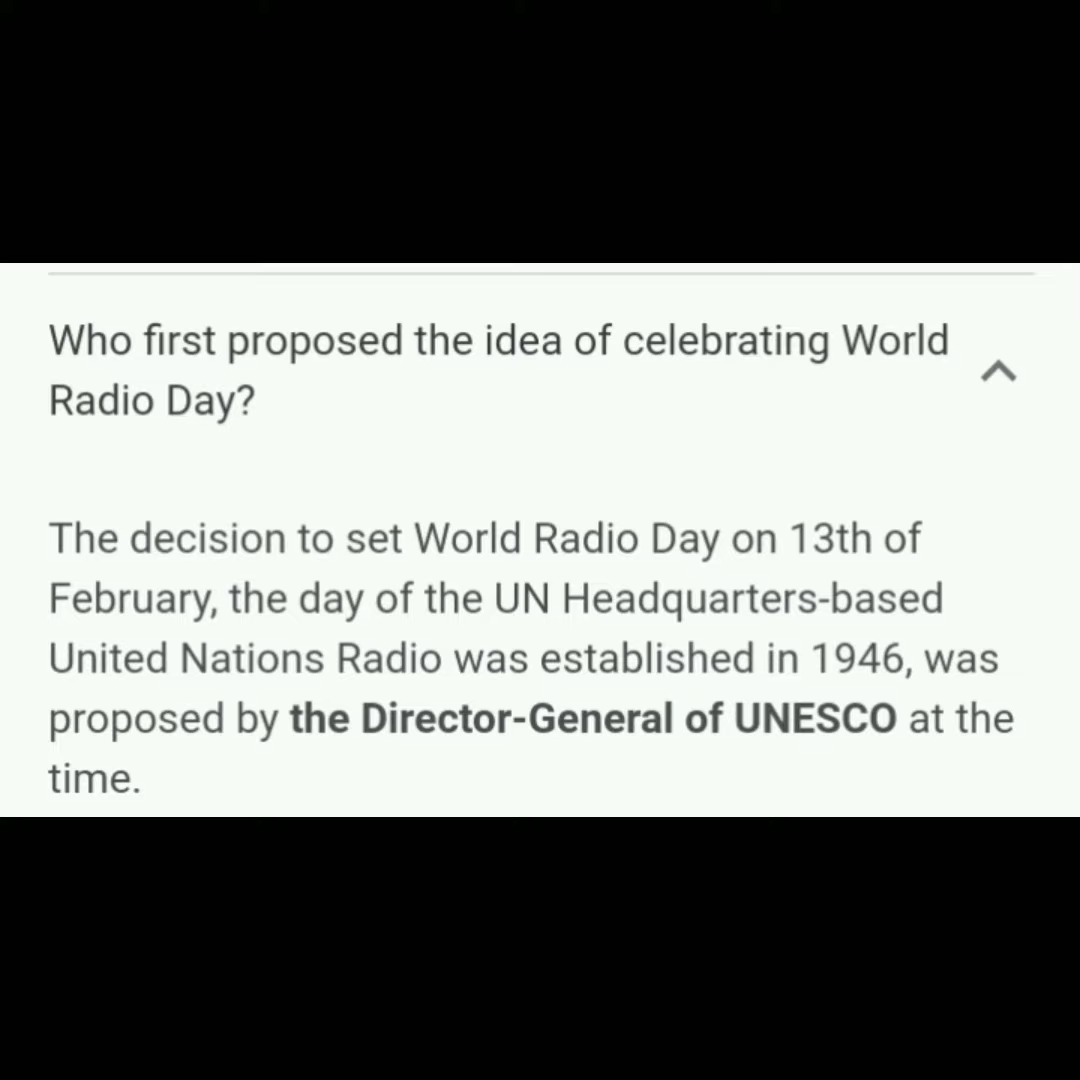 Who first proposed the idea of celebrating World
Radio Day?
The decision to set World Radio Day on 13th of
February, the day of the UN Headquarters-based
United Nations Radio was established in 1946, was
proposed by the Director-General of UNESCO at the
time.